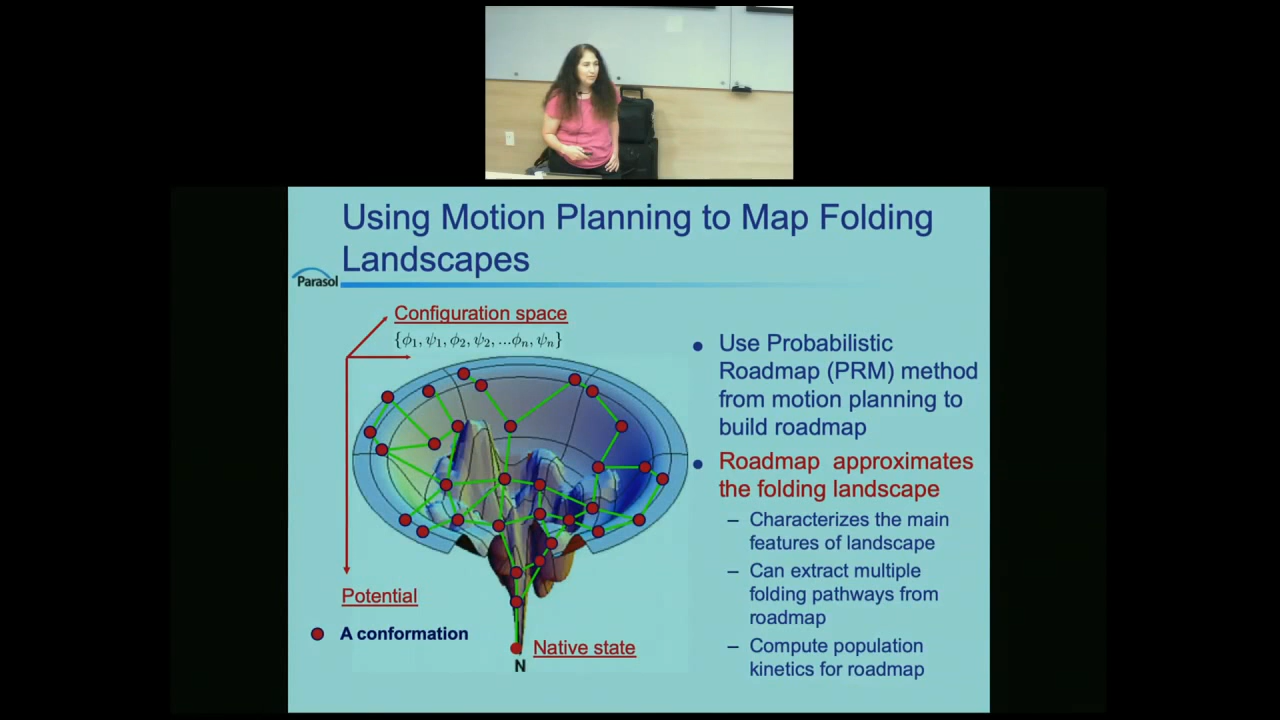 Using Motion Planning to Map Folding
Landscapes
Parasol
Configuration space
{ϕ₁, ψ₁, ϕ₂, ψ₂, ...ϕₙ, ψₙ}
Potential
A conformation
Native state
N
• Use Probabilistic
Roadmap (PRM) method
from motion planning to
build roadmap
• Roadmap approximates
the folding landscape
– Characterizes the main
features of landscape
– Can extract multiple
folding pathways from
roadmap
– Compute population
kinetics for roadmap